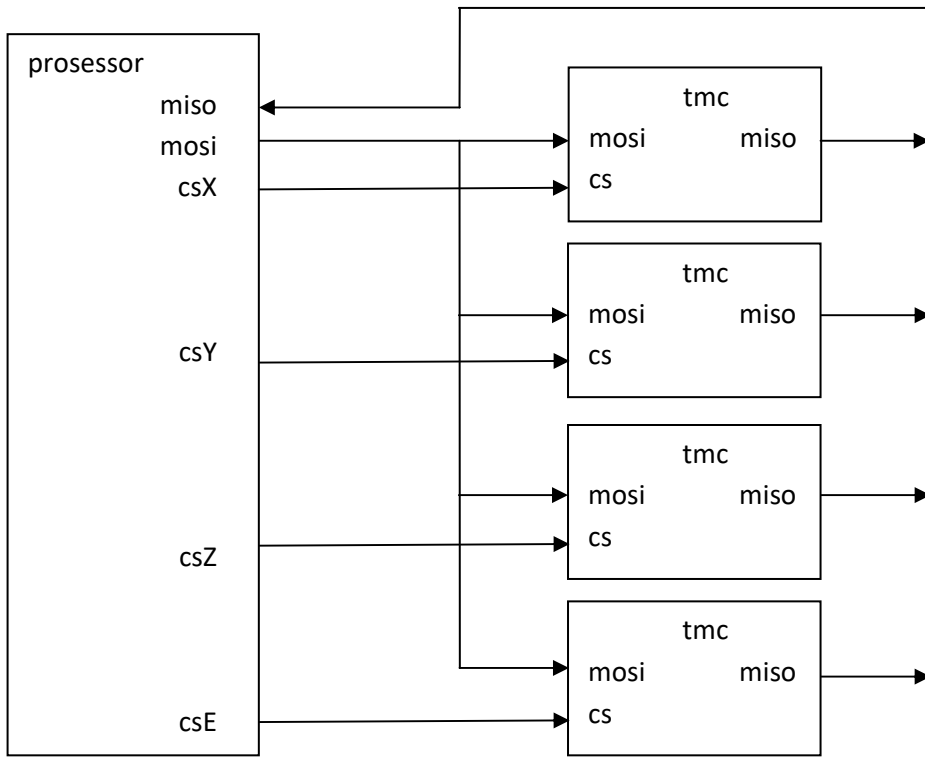 prosessor
miso
mosi
csX
csY
csZ
csE
tmc
mosi miso
cs
tmc
mosi miso
cs
tmc
mosi miso
cs
tmc
mosi miso
cs